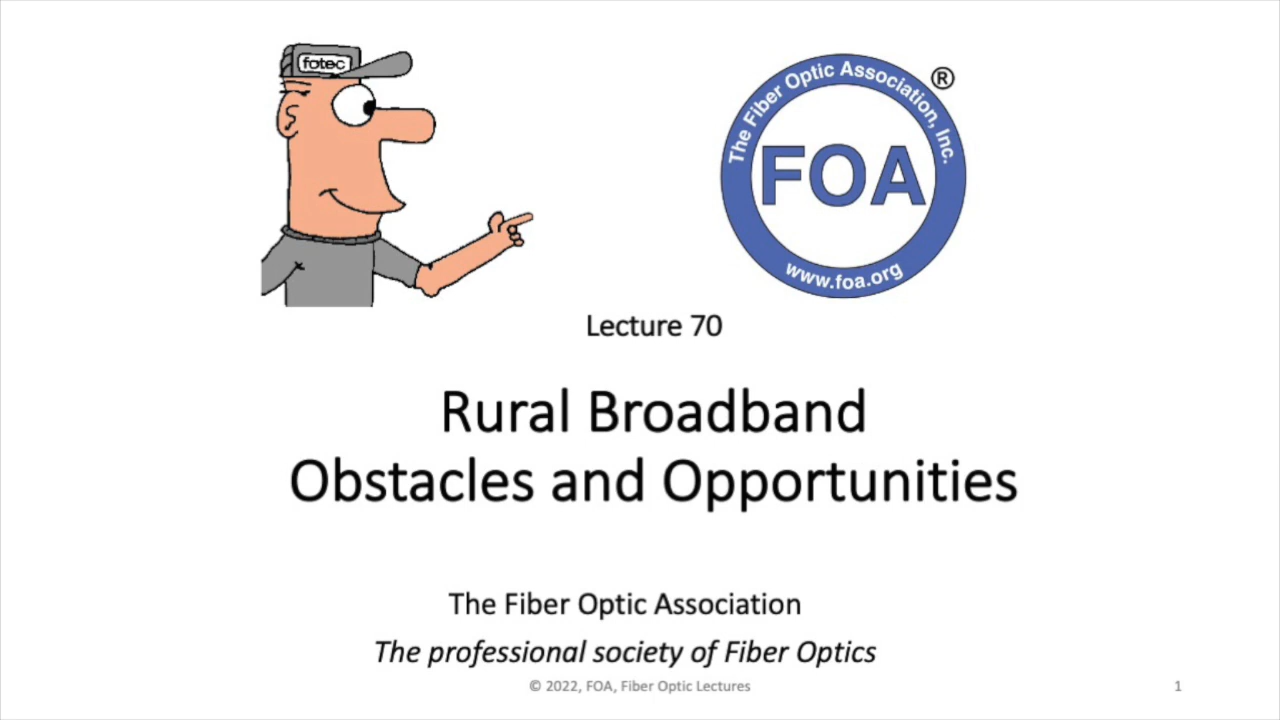 fotec
The Fiber Optic Association, Inc.
®
FOA
www.foa.org
Lecture 70
Rural Broadband
Obstacles and Opportunities
The Fiber Optic Association
The professional society of Fiber Optics
© 2022, FOA, Fiber Optic Lectures
1